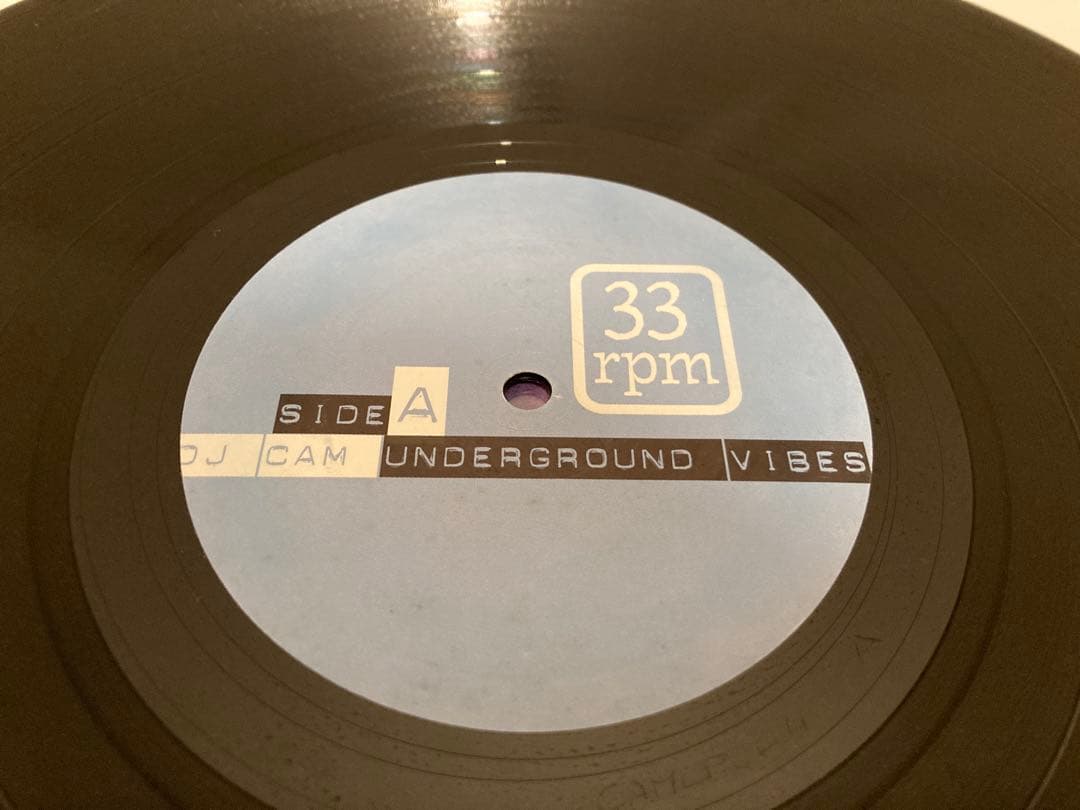 33
rpm
SIDE A
DJ CAM UNDERGROUND VIBES